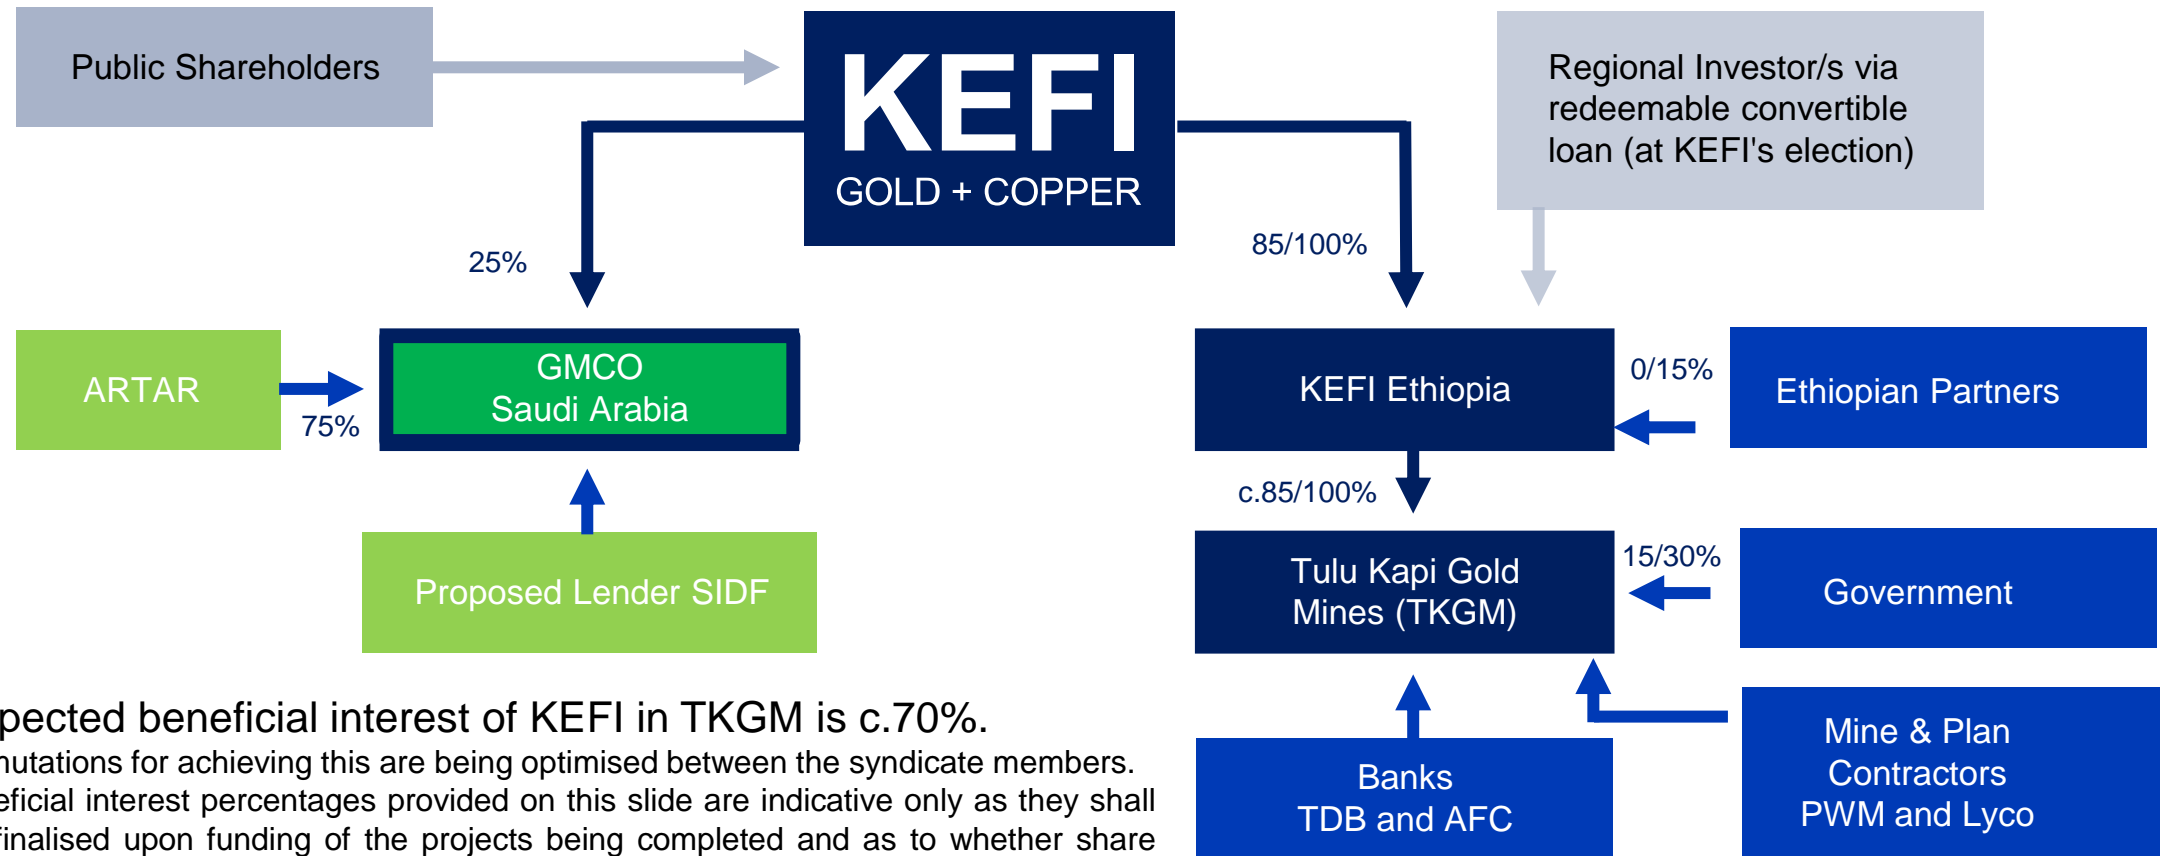 Public Shareholders
KEFI
GOLD + COPPER
Regional Investor/s via
redeemable convertible
loan (at KEFI's election)
25%
85/100%
ARTAR
75%
GMCO
Saudi Arabia
KEFI Ethiopia
0/15%
Ethiopian Partners
c.85/100%
Proposed Lender SIDF
Tulu Kapi Gold
Mines (TKGM)
15/30%
Government
beneficial interest of KEFI in TKGM is c.70%.
for achieving this are being optimised between the syndicate members.
interest percentages provided on this slide are indicative only as they shall
finalised upon funding of the projects being completed and as to whether share
Banks
TDB and AFC
Mine & Plan
Contractors
PWM and Lyco